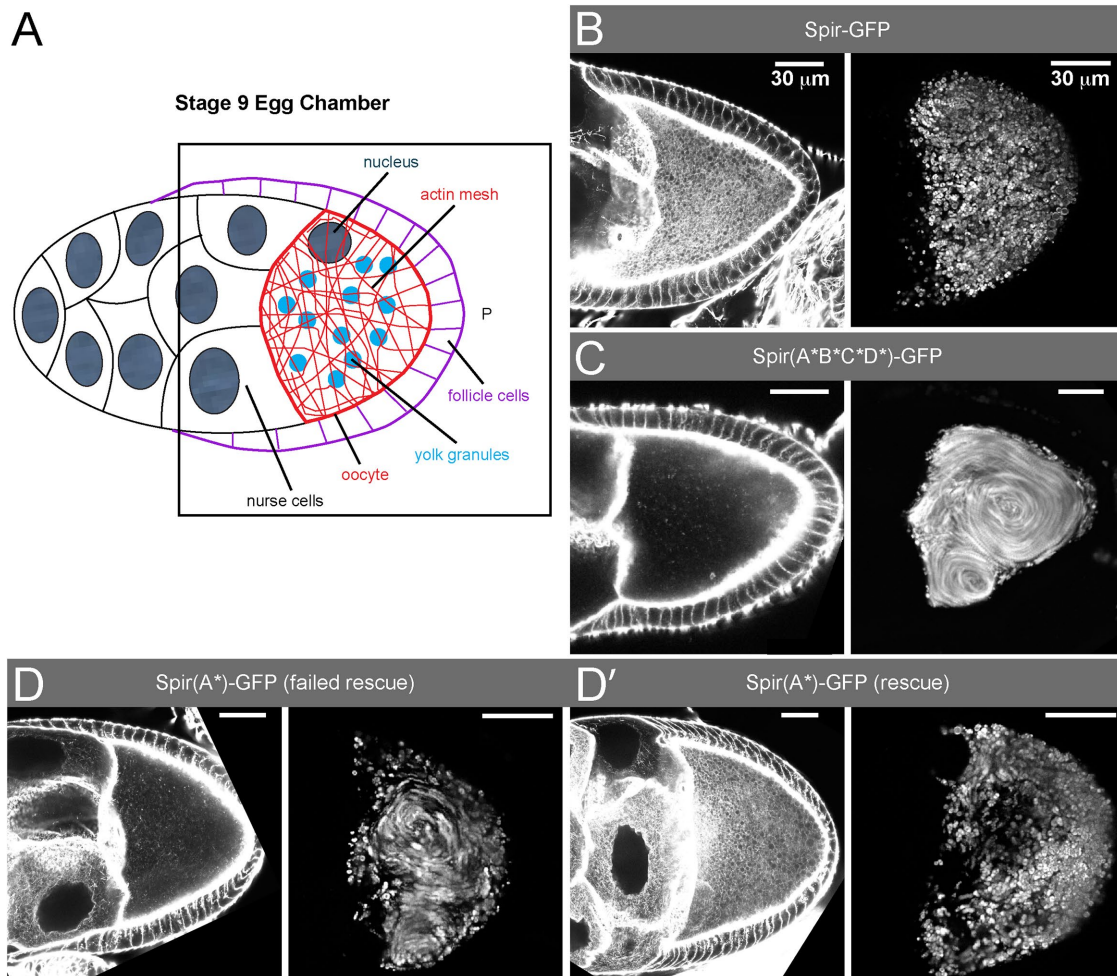 A
Stage 9 Egg Chamber
nucleus
actin mesh
P
follicle cells
yolk granules
oocyte
nurse cells
B
Spir-GFP
30 μm
30 μm
C
Spir(A*B*C*D*)-GFP
D
Spir(A*)-GFP (failed rescue)
D′
Spir(A*)-GFP (rescue)